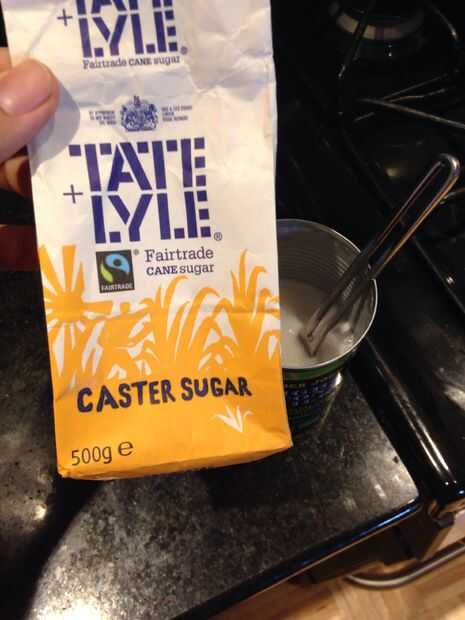 + TATE
LYLE®
Fairtrade CANE sugar
TATE
+ LYLE®
Fairtrade
CANE sugar
FAIRTRADE
CASTER SUGAR
500g e